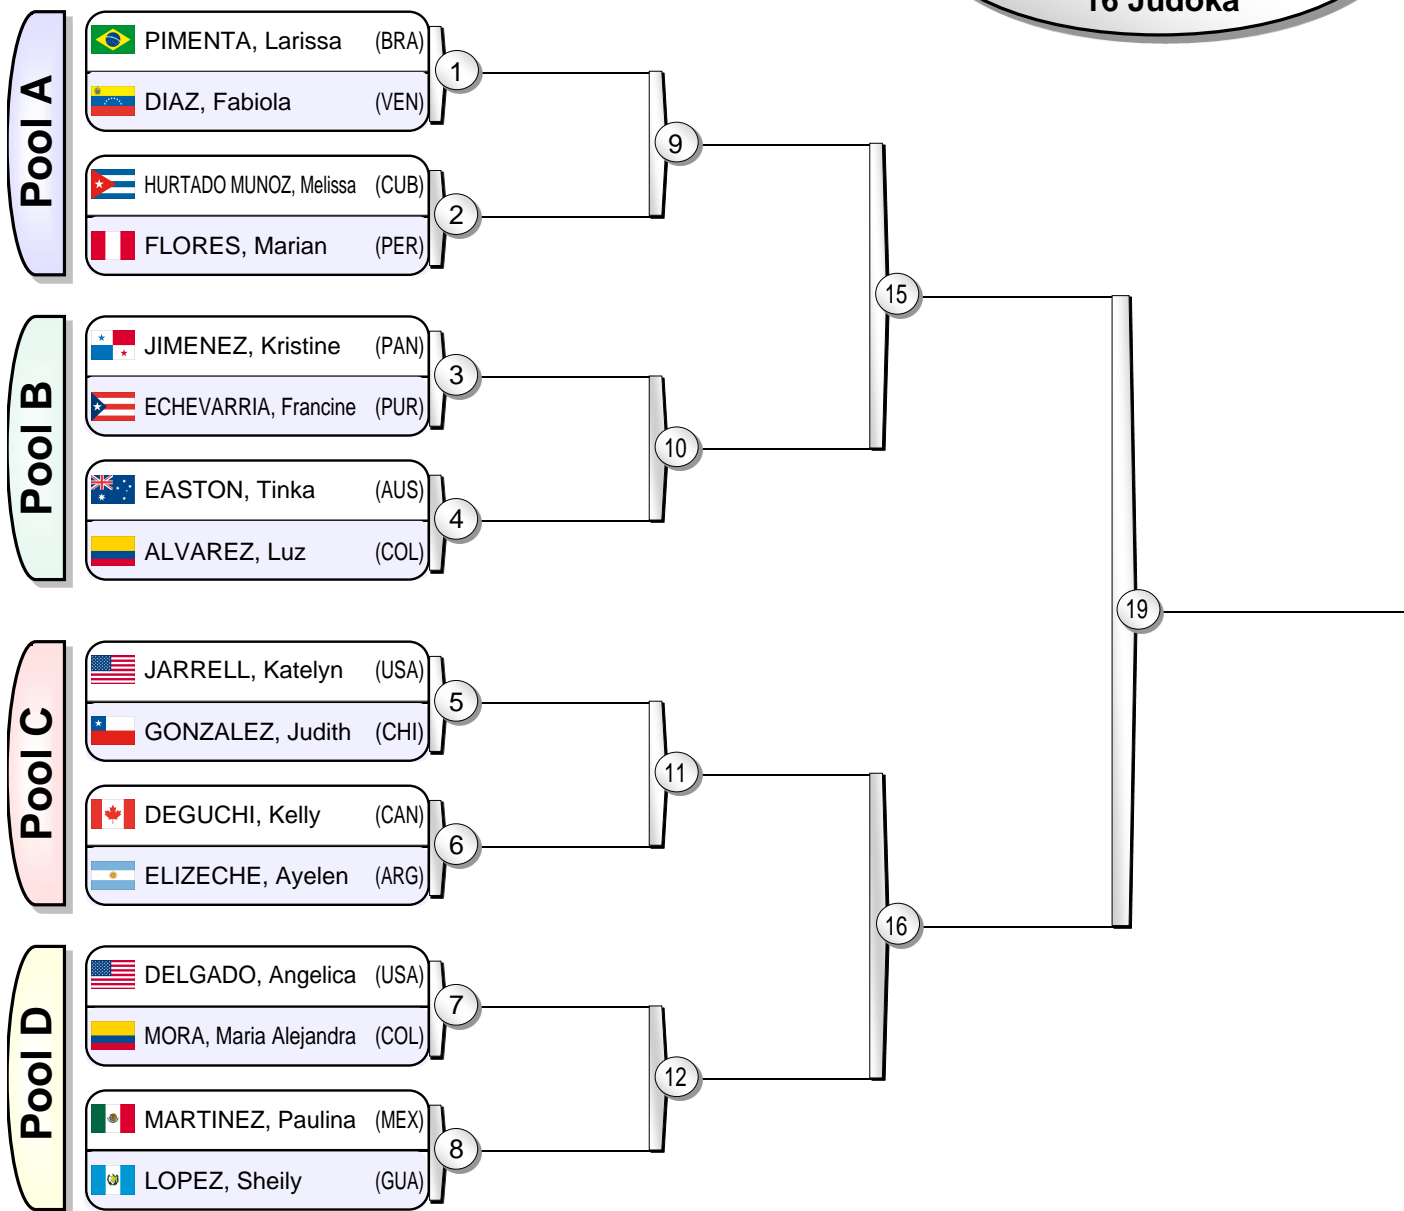 16 Judoka
Pool A
PIMENTA, Larissa (BRA)
1
DIAZ, Fabiola (VEN)
9
HURTADO MUNOZ, Melissa (CUB)
2
FLORES, Marian (PER)
15
Pool B
JIMENEZ, Kristine (PAN)
3
ECHEVARRIA, Francine (PUR)
10
EASTON, Tinka (AUS)
4
ALVAREZ, Luz (COL)
19
Pool C
JARRELL, Katelyn (USA)
5
GONZALEZ, Judith (CHI)
11
DEGUCHI, Kelly (CAN)
6
ELIZECHE, Ayelen (ARG)
16
Pool D
DELGADO, Angelica (USA)
7
MORA, Maria Alejandra (COL)
12
MARTINEZ, Paulina (MEX)
8
LOPEZ, Sheily (GUA)